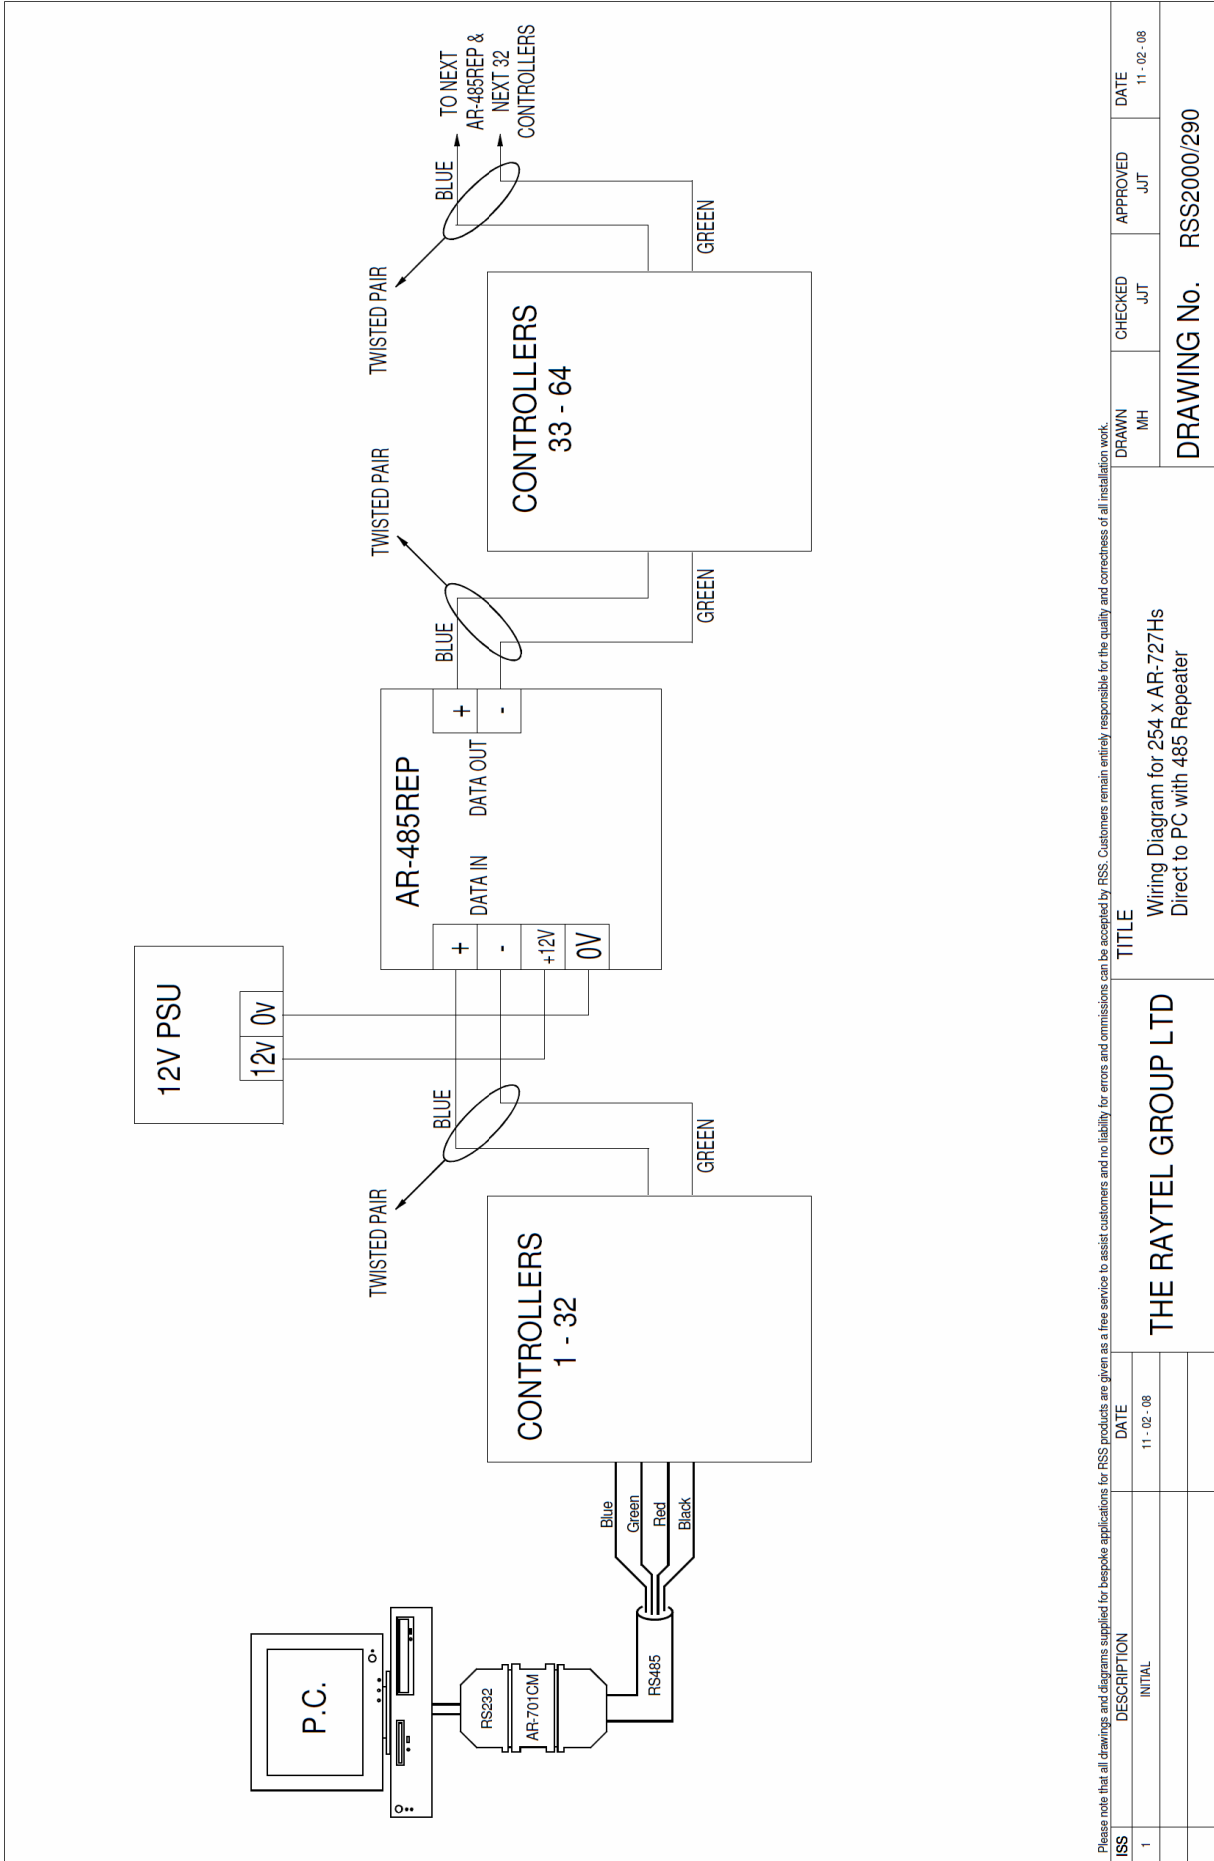 12V PSU
12v
0v
P.C.
RS232
AR-701CM
RS485
Blue
Green
Red
Black
CONTROLLERS
1 - 32
TWISTED PAIR
BLUE
GREEN
AR-485REP
+
-
+12V
0V
DATA IN
DATA OUT
+
-
BLUE
GREEN
TWISTED PAIR
CONTROLLERS
33 - 64
TWISTED PAIR
BLUE
GREEN
TO NEXT
AR-485REP &
NEXT 32
CONTROLLERS
Please note that all drawings and diagrams supplied for bespoke applications for RSS products are given as a free service to assist customers and no liability for errors and ommissions can be accepted by RSS. Customers remain entirely responsible for the quality and correctness of all installation work.
ISS
DESCRIPTION
DATE
1
INITIAL
11 - 02 - 08
THE RAYTEL GROUP LTD
TITLE
Wiring Diagram for 254 x AR-727Hs
Direct to PC with 485 Repeater
DRAWN
MH
CHECKED
JJT
APPROVED
JJT
DATE
11 - 02 - 08
DRAWING No. RSS2000/290